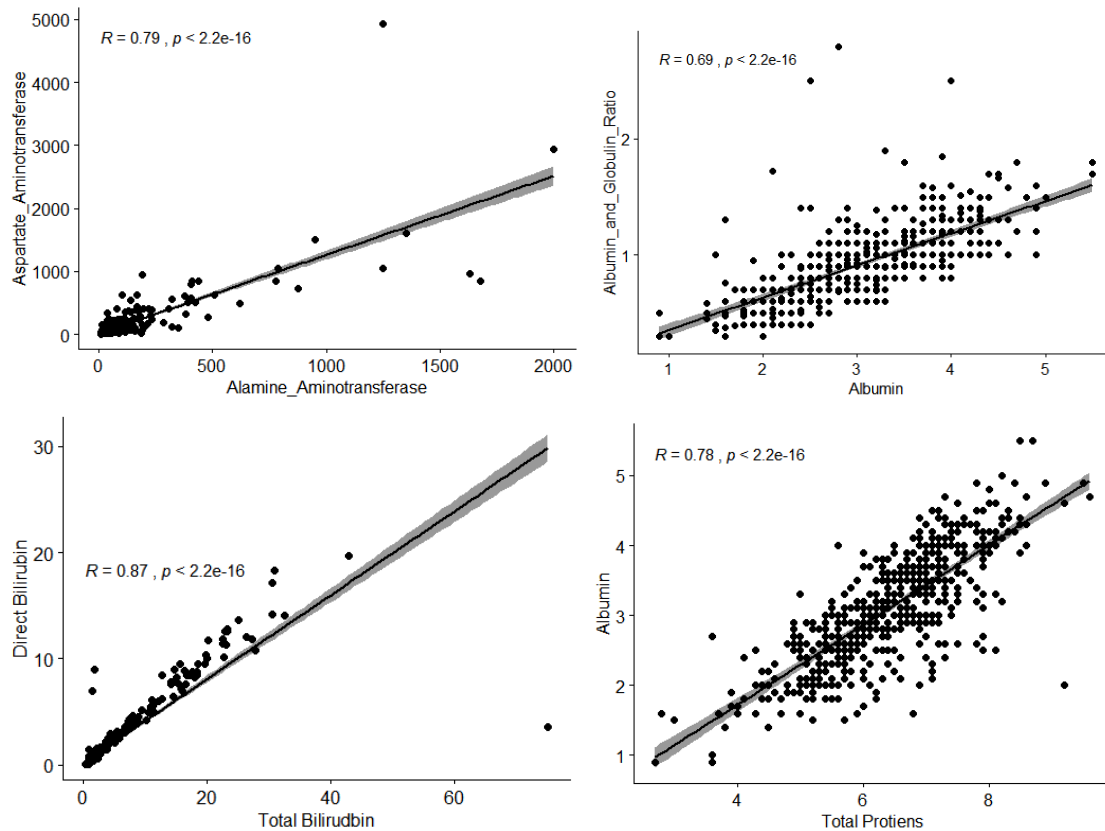 R = 0.79 , p < 2.2e-16
Aspartate_Aminotransferase
5000
4000
3000
2000
1000
0
0 500 1000 1500 2000
Alamine_Aminotransferase
R = 0.69 , p < 2.2e-16
Albumin_and_Globulin_Ratio
2
1
1 2 3 4 5
Albumin
R = 0.87 , p < 2.2e-16
Direct Bilirubin
30
20
10
0
0 20 40 60
Total Bilirudbin
R = 0.78 , p < 2.2e-16
Albumin
5
4
3
2
1
4 6 8
Total Protiens